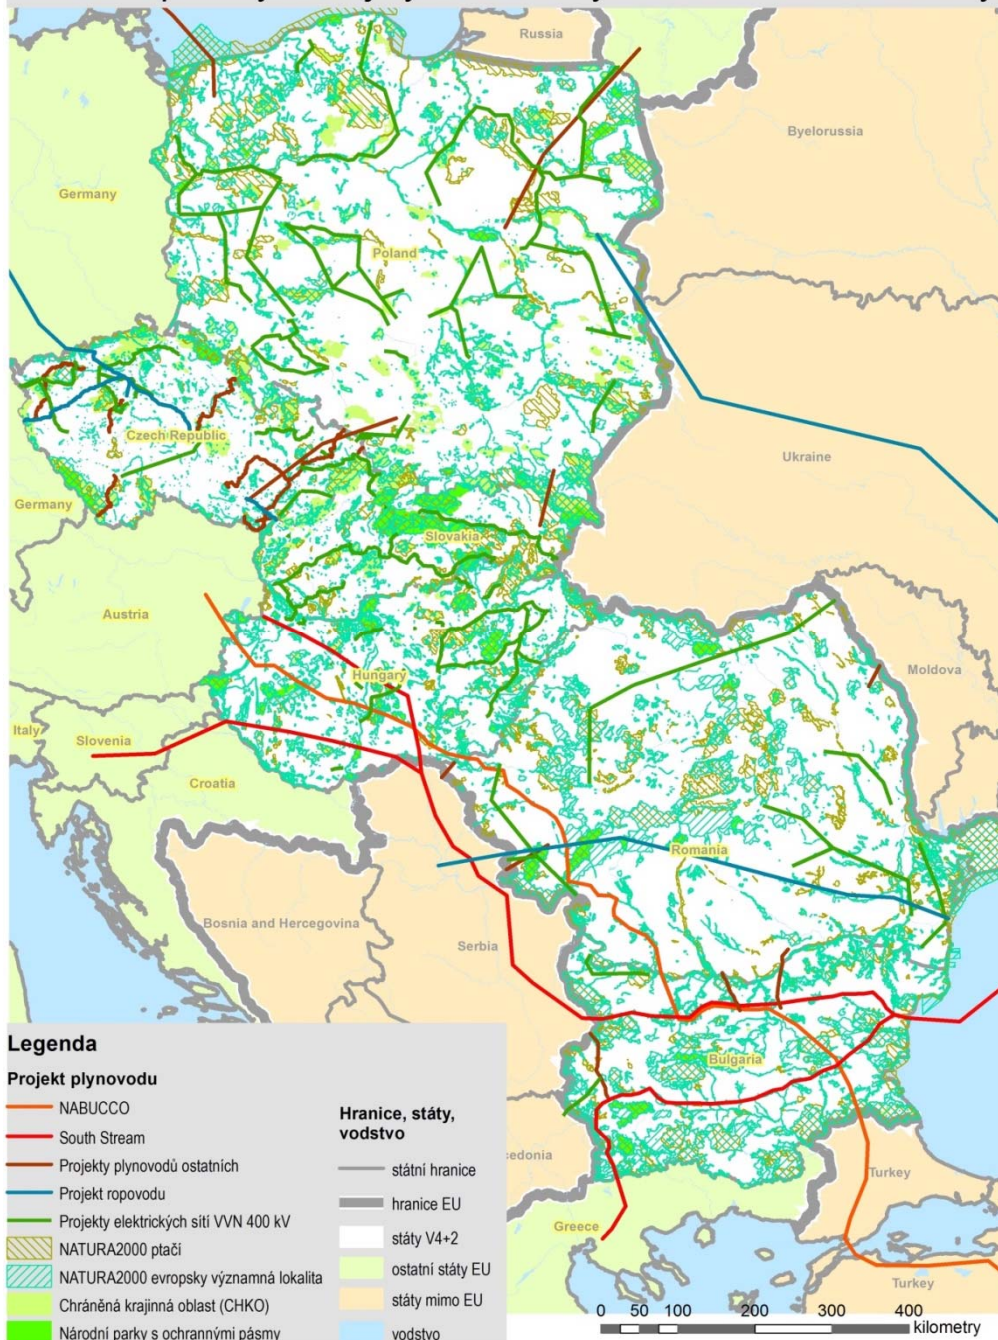 Russia
Byelorussia
Germany
Poland
Ukraine
Czech Republic
Germany
Slovakia
Austria
Moldova
Hungary
Italy
Slovenia
Croatia
Romania
Bosnia and Hercegovina
Serbia
Bulgaria
cedonia
Turkey
Greece
Turkey
Legenda
Projekt plynovodu
NABUCCO
South Stream
Projekty plynovodů ostatních
Projekt ropovodu
Projekty elektrických sítí VVN 400 kV
NATURA2000 ptačí
NATURA2000 evropsky významná lokalita
Chráněná krajinná oblast (CHKO)
Národní parky s ochrannými pásmy
Hranice, státy,
vodstvo
státní hranice
hranice EU
státy V4+2
ostatní státy EU
státy mimo EU
vodstvo
0 50 100 200 300 400
kilometry